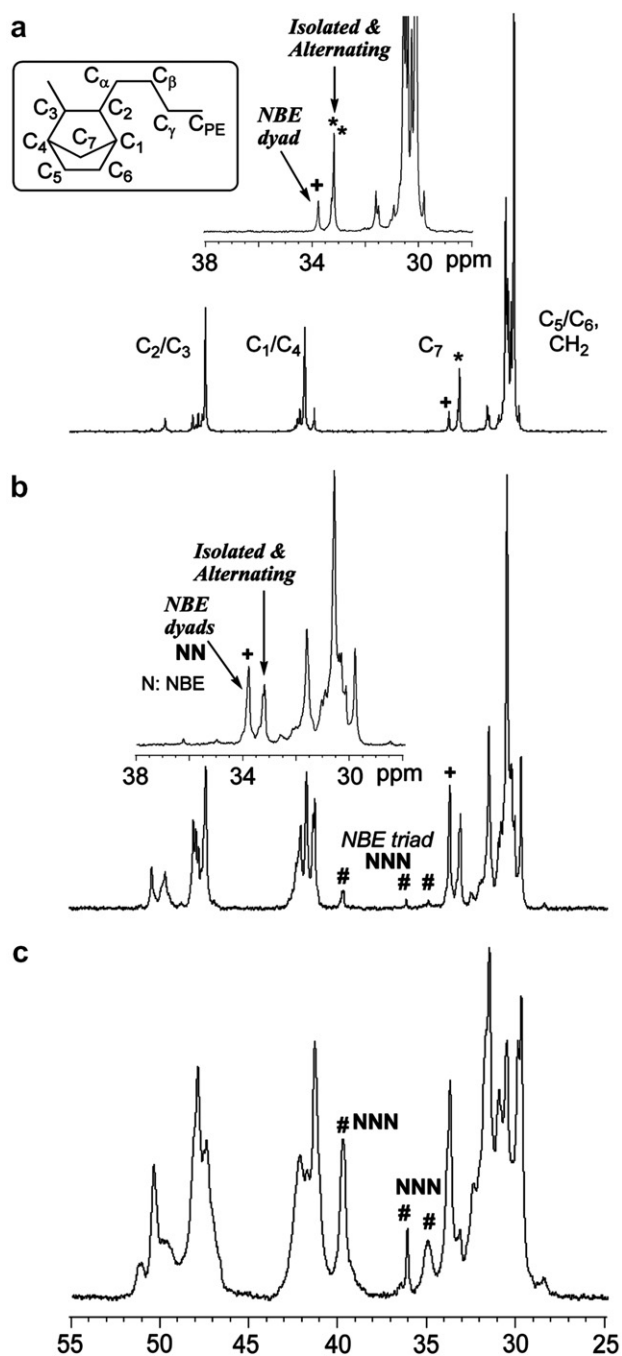 a
Isolated &
Alternating
NBE
dyad
+
*
*
Cα Cβ
C3 C2
Cγ CPE
C4 C7 C1
C5 C6
38 34 30
ppm
C2/C3
C1/C4
C7
+
*
C5/C6,
CH2
b
Isolated &
Alternating
NBE
dyads
NN
+
N: NBE
38 34 30
ppm
+
NBE triad
NNN
# # #
c
# NNN
NNN
# #
55 50 45 40 35 30 25